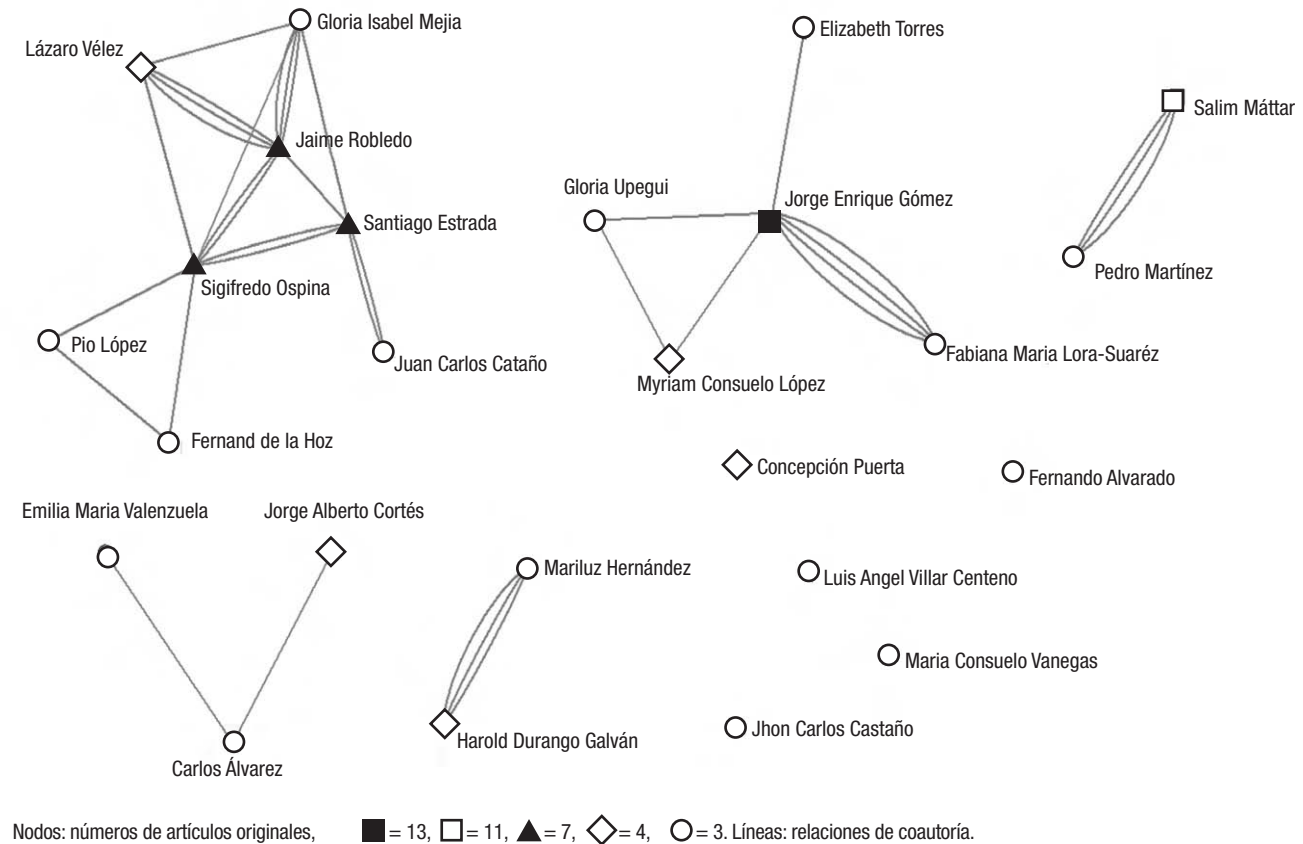 Gloria Isabel Mejia
Lázaro Vélez
Jaime Robledo
Santiago Estrada
Sigifredo Ospina
Pio López
Juan Carlos Cataño
Fernand de la Hoz
Elizabeth Torres
Gloria Upegui
Jorge Enrique Gómez
Myriam Consuelo López
Fabiana Maria Lora-Suaréz
Salim Máttar
Pedro Martínez
Concepción Puerta
Fernando Alvarado
Emilia Maria Valenzuela
Jorge Alberto Cortés
Carlos Álvarez
Mariluz Hernández
Harold Durango Galván
Luis Angel Villar Centeno
Maria Consuelo Vanegas
Jhon Carlos Castaño
Nodos: números de artículos originales, = 13, = 11, = 7, = 4, = 3. Líneas: relaciones de coautoría.